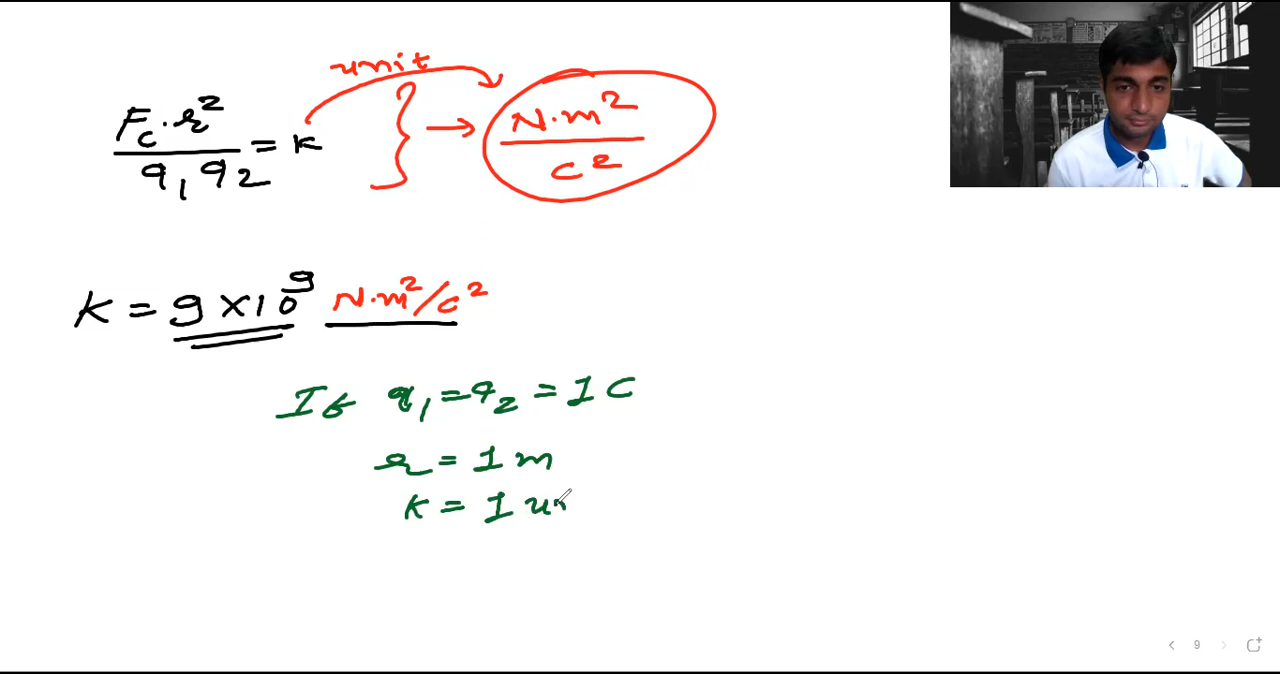 unit
Fc·r² / q₁q₂ = K } → N·m² / C²
K = 9×10⁹ N·m²/C²
If q₁ = q₂ = 1 C
r = 1 m
K = 1
9